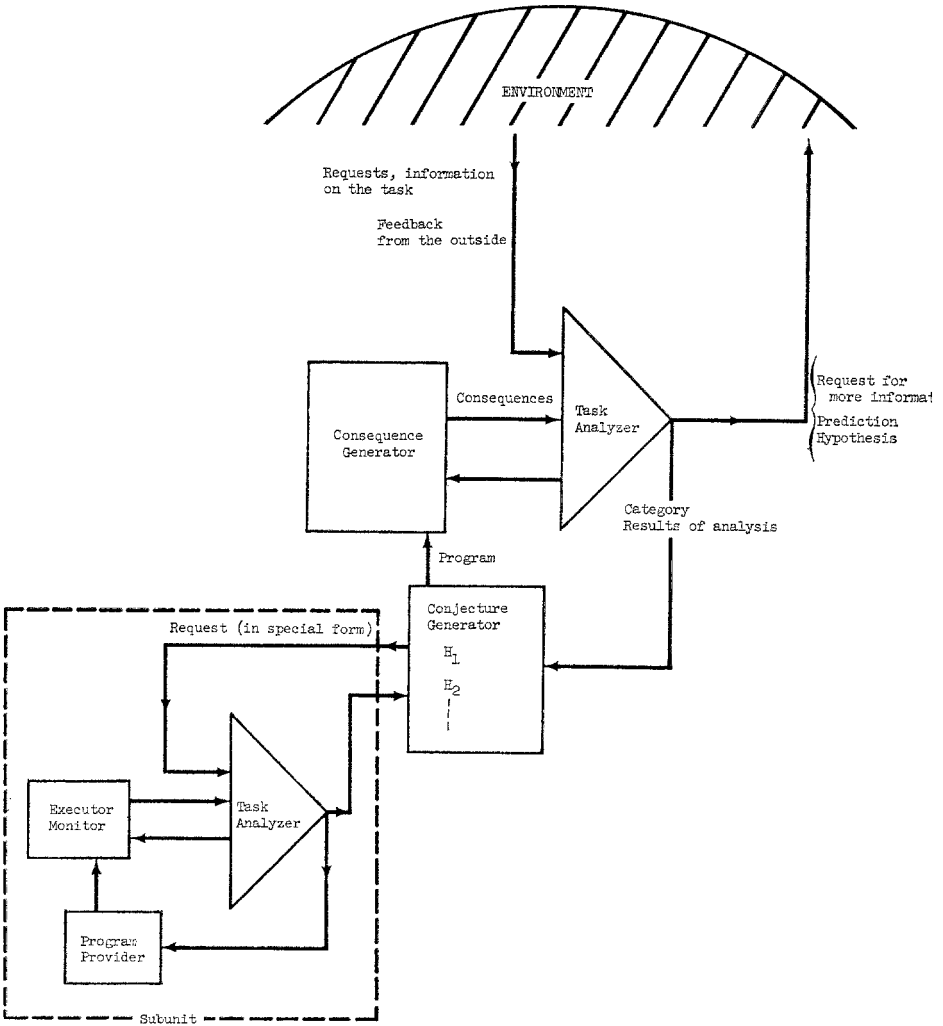 ENVIRONMENT
Requests, information
on the task
Feedback
from the outside
Request for
more informat
Prediction
Hypothesis
Consequences
Task
Analyzer
Consequence
Generator
Category
Results of analysis
Program
Conjecture
Generator
H1
H2
Request (in special form)
Task
Analyzer
Executor
Monitor
Program
Provider
Subunit